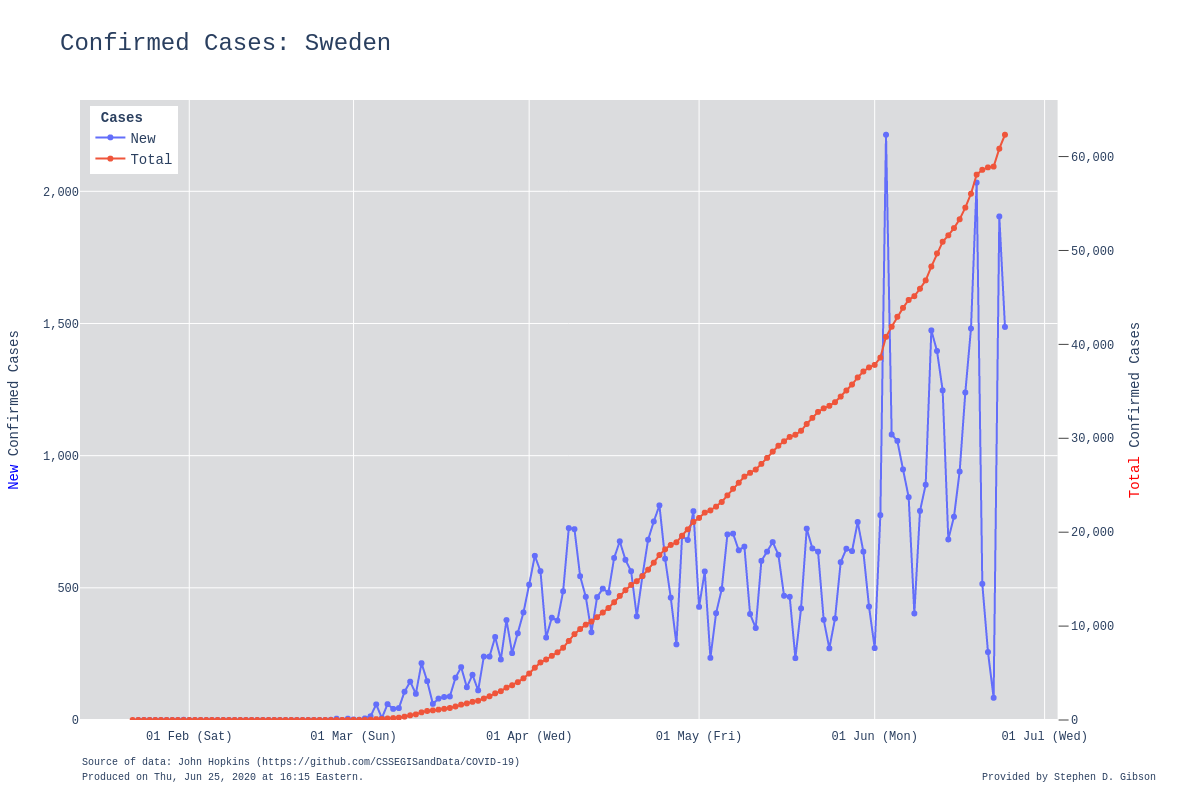 Confirmed Cases: Sweden
Cases
New
Total
2,000
1,500
1,000
500
0
New Confirmed Cases
60,000
50,000
40,000
30,000
20,000
10,000
0
Total Confirmed Cases
01 Feb (Sat) 01 Mar (Sun) 01 Apr (Wed) 01 May (Fri) 01 Jun (Mon) 01 Jul (Wed)
Source of data: John Hopkins (https://github.com/CSSEGISandData/COVID-19)
Produced on Thu, Jun 25, 2020 at 16:15 Eastern.
Provided by Stephen D. Gibson